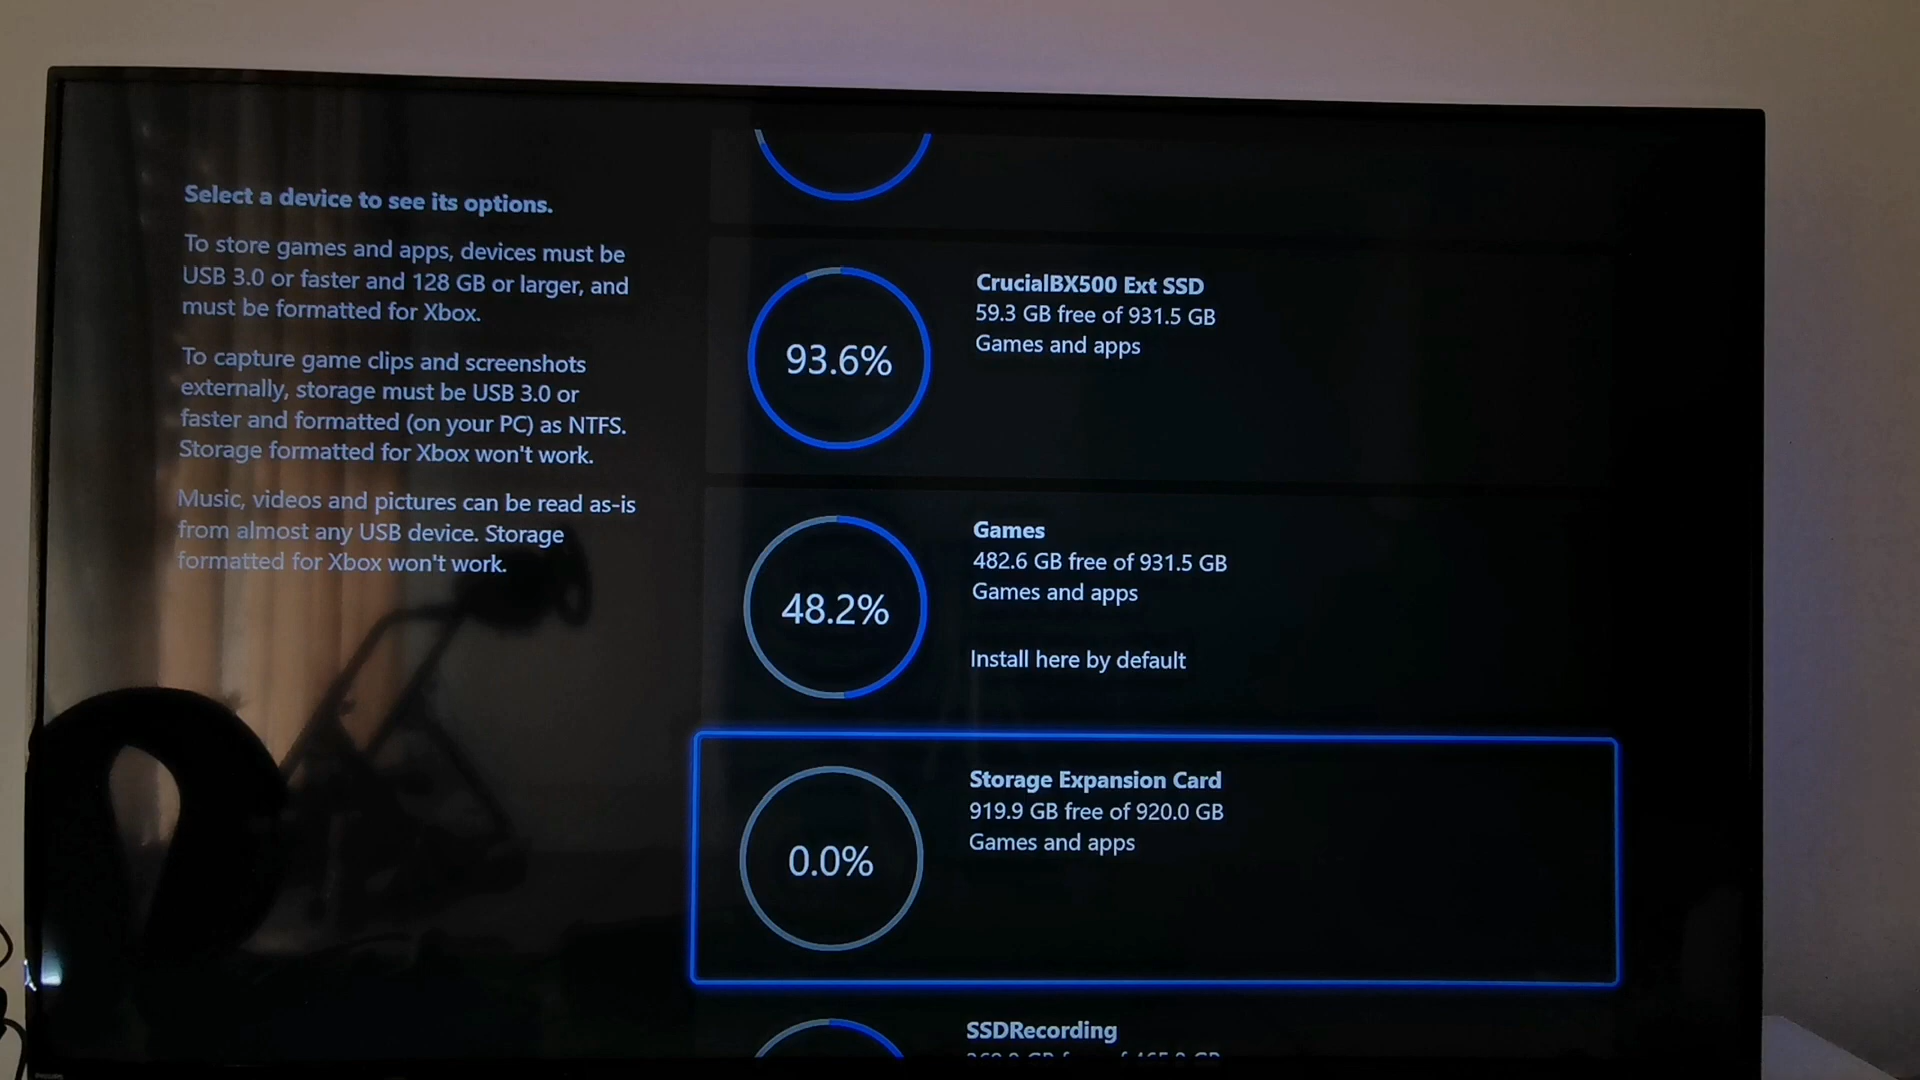 Select a device to see its options.
To store games and apps, devices must be
USB 3.0 or faster and 128 GB or larger, and
must be formatted for Xbox.
To capture game clips and screenshots
externally, storage must be USB 3.0 or
faster and formatted (on your PC) as NTFS.
Storage formatted for Xbox won't work.
Music, videos and pictures can be read as-is
from almost any USB device. Storage
formatted for Xbox won't work.
93.6%
CrucialBX500 Ext SSD
59.3 GB free of 931.5 GB
Games and apps
48.2%
Games
482.6 GB free of 931.5 GB
Games and apps
Install here by default
0.0%
Storage Expansion Card
919.9 GB free of 920.0 GB
Games and apps
SSDRecording